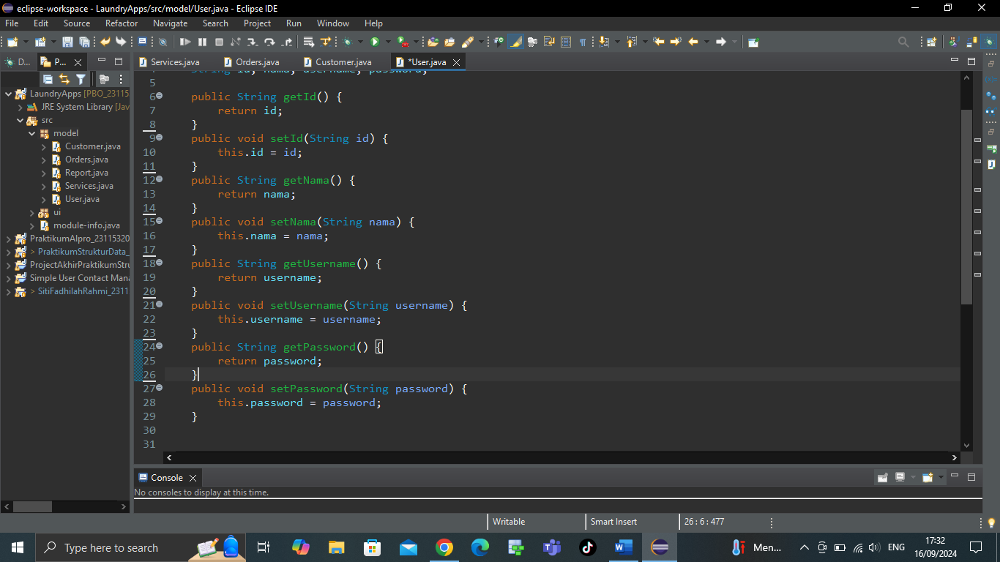 eclipse-workspace - LaundryApps/src/model/User.java - Eclipse IDE
File Edit Source Refactor Navigate Search Project Run Window Help
D... P... Services.java Orders.java Customer.java *User.java
LaundryApps [PBO_23115
JRE System Library [Jav
src
model
Customer.java
Orders.java
Report.java
Services.java
User.java
ui
module-info.java
PraktikumAlpro_23115320
> PraktikumStrukturData_
ProjectAkhirPraktikumStru
Simple User Contact Mana
> SitiFadhilahRahmi_2311
4 String id, nama, username, password;
5
6 public String getId() {
7 return id;
8 }
9 public void setId(String id) {
10 this.id = id;
11 }
12 public String getNama() {
13 return nama;
14 }
15 public void setNama(String nama) {
16 this.nama = nama;
17 }
18 public String getUsername() {
19 return username;
20 }
21 public void setUsername(String username) {
22 this.username = username;
23 }
24 public String getPassword() {
25 return password;
26 }
27 public void setPassword(String password) {
28 this.password = password;
29 }
30
31
Console
No consoles to display at this time.
Writable Smart Insert 26 : 6 : 477
Type here to search Men... ENG 17:32
16/09/2024